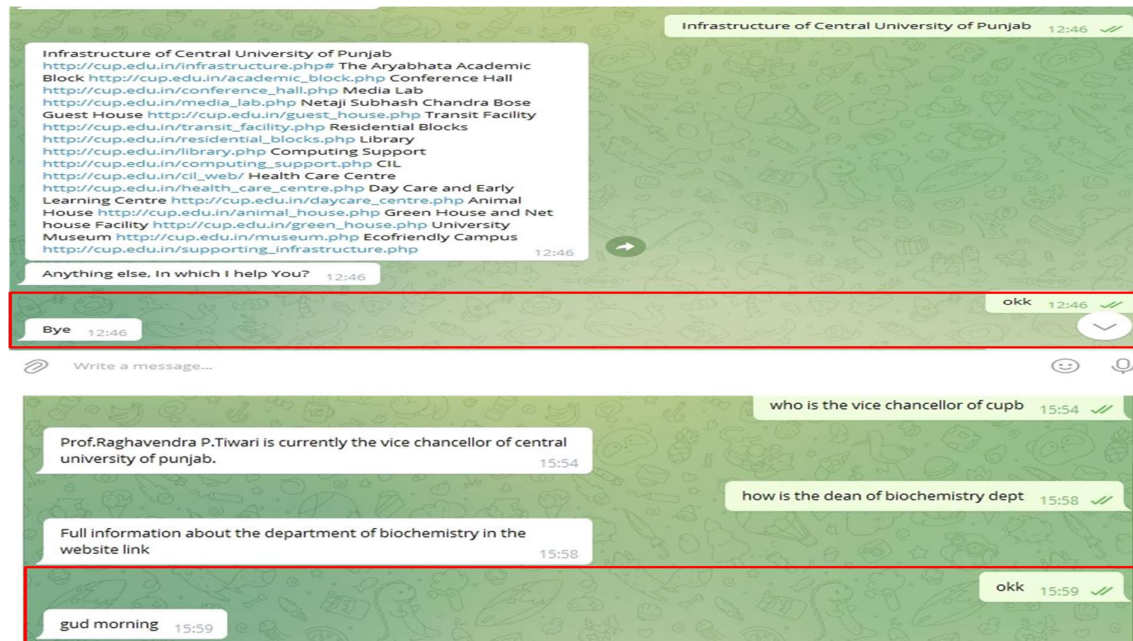 Infrastructure of Central University of Punjab 12:46
Infrastructure of Central University of Punjab
http://cup.edu.in/infrastructure.php# The Aryabhata Academic
Block http://cup.edu.in/academic_block.php Conference Hall
http://cup.edu.in/conference_hall.php Media Lab
http://cup.edu.in/media_lab.php Netaji Subhash Chandra Bose
Guest House http://cup.edu.in/guest_house.php Transit Facility
http://cup.edu.in/transit_facility.php Residential Blocks
http://cup.edu.in/residential_blocks.php Library
http://cup.edu.in/library.php Computing Support
http://cup.edu.in/computing_support.php CIL
http://cup.edu.in/cil_web/ Health Care Centre
http://cup.edu.in/health_care_centre.php Day Care and Early
Learning Centre http://cup.edu.in/daycare_centre.php Animal
House http://cup.edu.in/animal_house.php Green House and Net
house Facility http://cup.edu.in/green_house.php University
Museum http://cup.edu.in/museum.php Ecofriendly Campus
http://cup.edu.in/supporting_infrastructure.php 12:46
Anything else, In which I help You? 12:46
okk 12:46
Bye 12:46
Write a message...
who is the vice chancellor of cupb 15:54
Prof.Raghavendra P.Tiwari is currently the vice chancellor of central
university of punjab. 15:54
how is the dean of biochemistry dept 15:58
Full information about the department of biochemistry in the
website link 15:58
okk 15:59
gud morning 15:59